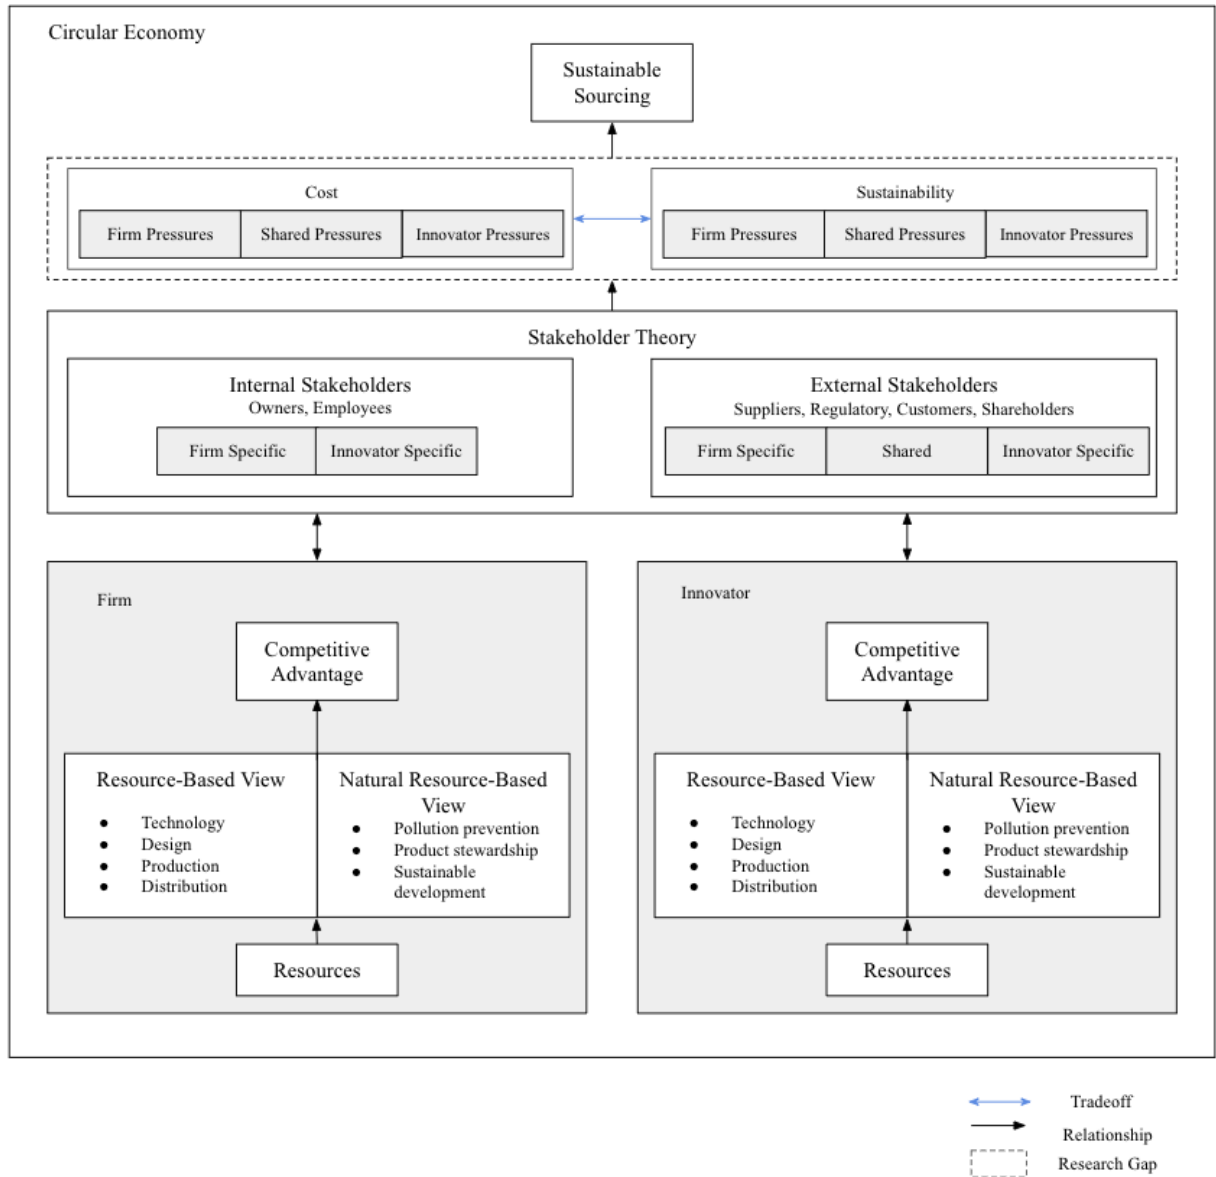 Circular Economy
Sustainable
Sourcing
Cost
Firm Pressures
Shared Pressures
Innovator Pressures
Sustainability
Firm Pressures
Shared Pressures
Innovator Pressures
Stakeholder Theory
Internal Stakeholders
Owners, Employees
Firm Specific
Innovator Specific
External Stakeholders
Suppliers, Regulatory, Customers, Shareholders
Firm Specific
Shared
Innovator Specific
Firm
Competitive
Advantage
Resource-Based View
● Technology
● Design
● Production
● Distribution
Natural Resource-Based
View
● Pollution prevention
● Product stewardship
● Sustainable
development
Resources
Innovator
Competitive
Advantage
Resource-Based View
● Technology
● Design
● Production
● Distribution
Natural Resource-Based
View
● Pollution prevention
● Product stewardship
● Sustainable
development
Resources
Tradeoff
Relationship
Research Gap